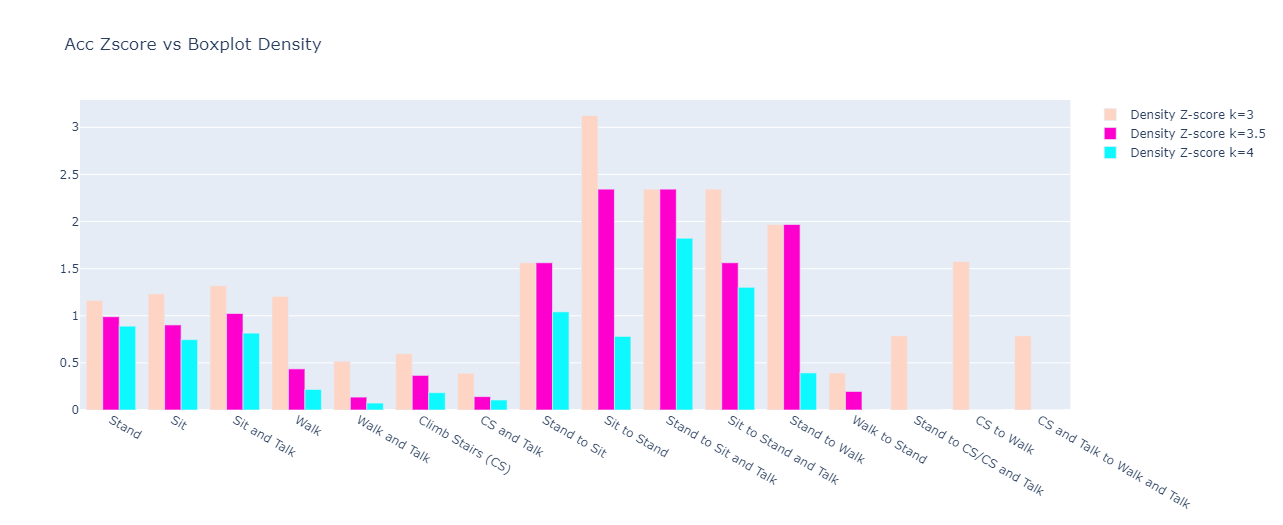 Acc Zscore vs Boxplot Density
Density Z-score k=3
Density Z-score k=3.5
Density Z-score k=4
3
2.5
2
1.5
1
0.5
0
Stand
Sit
Sit and Talk
Walk
Walk and Talk
Climb Stairs (CS)
CS and Talk
Stand to Sit
Sit to Stand
Stand to Sit and Talk
Sit to Stand and Talk
Stand to Walk
Walk to Stand
Stand to CS/CS and Talk
CS to Walk
CS and Talk to Walk and Talk